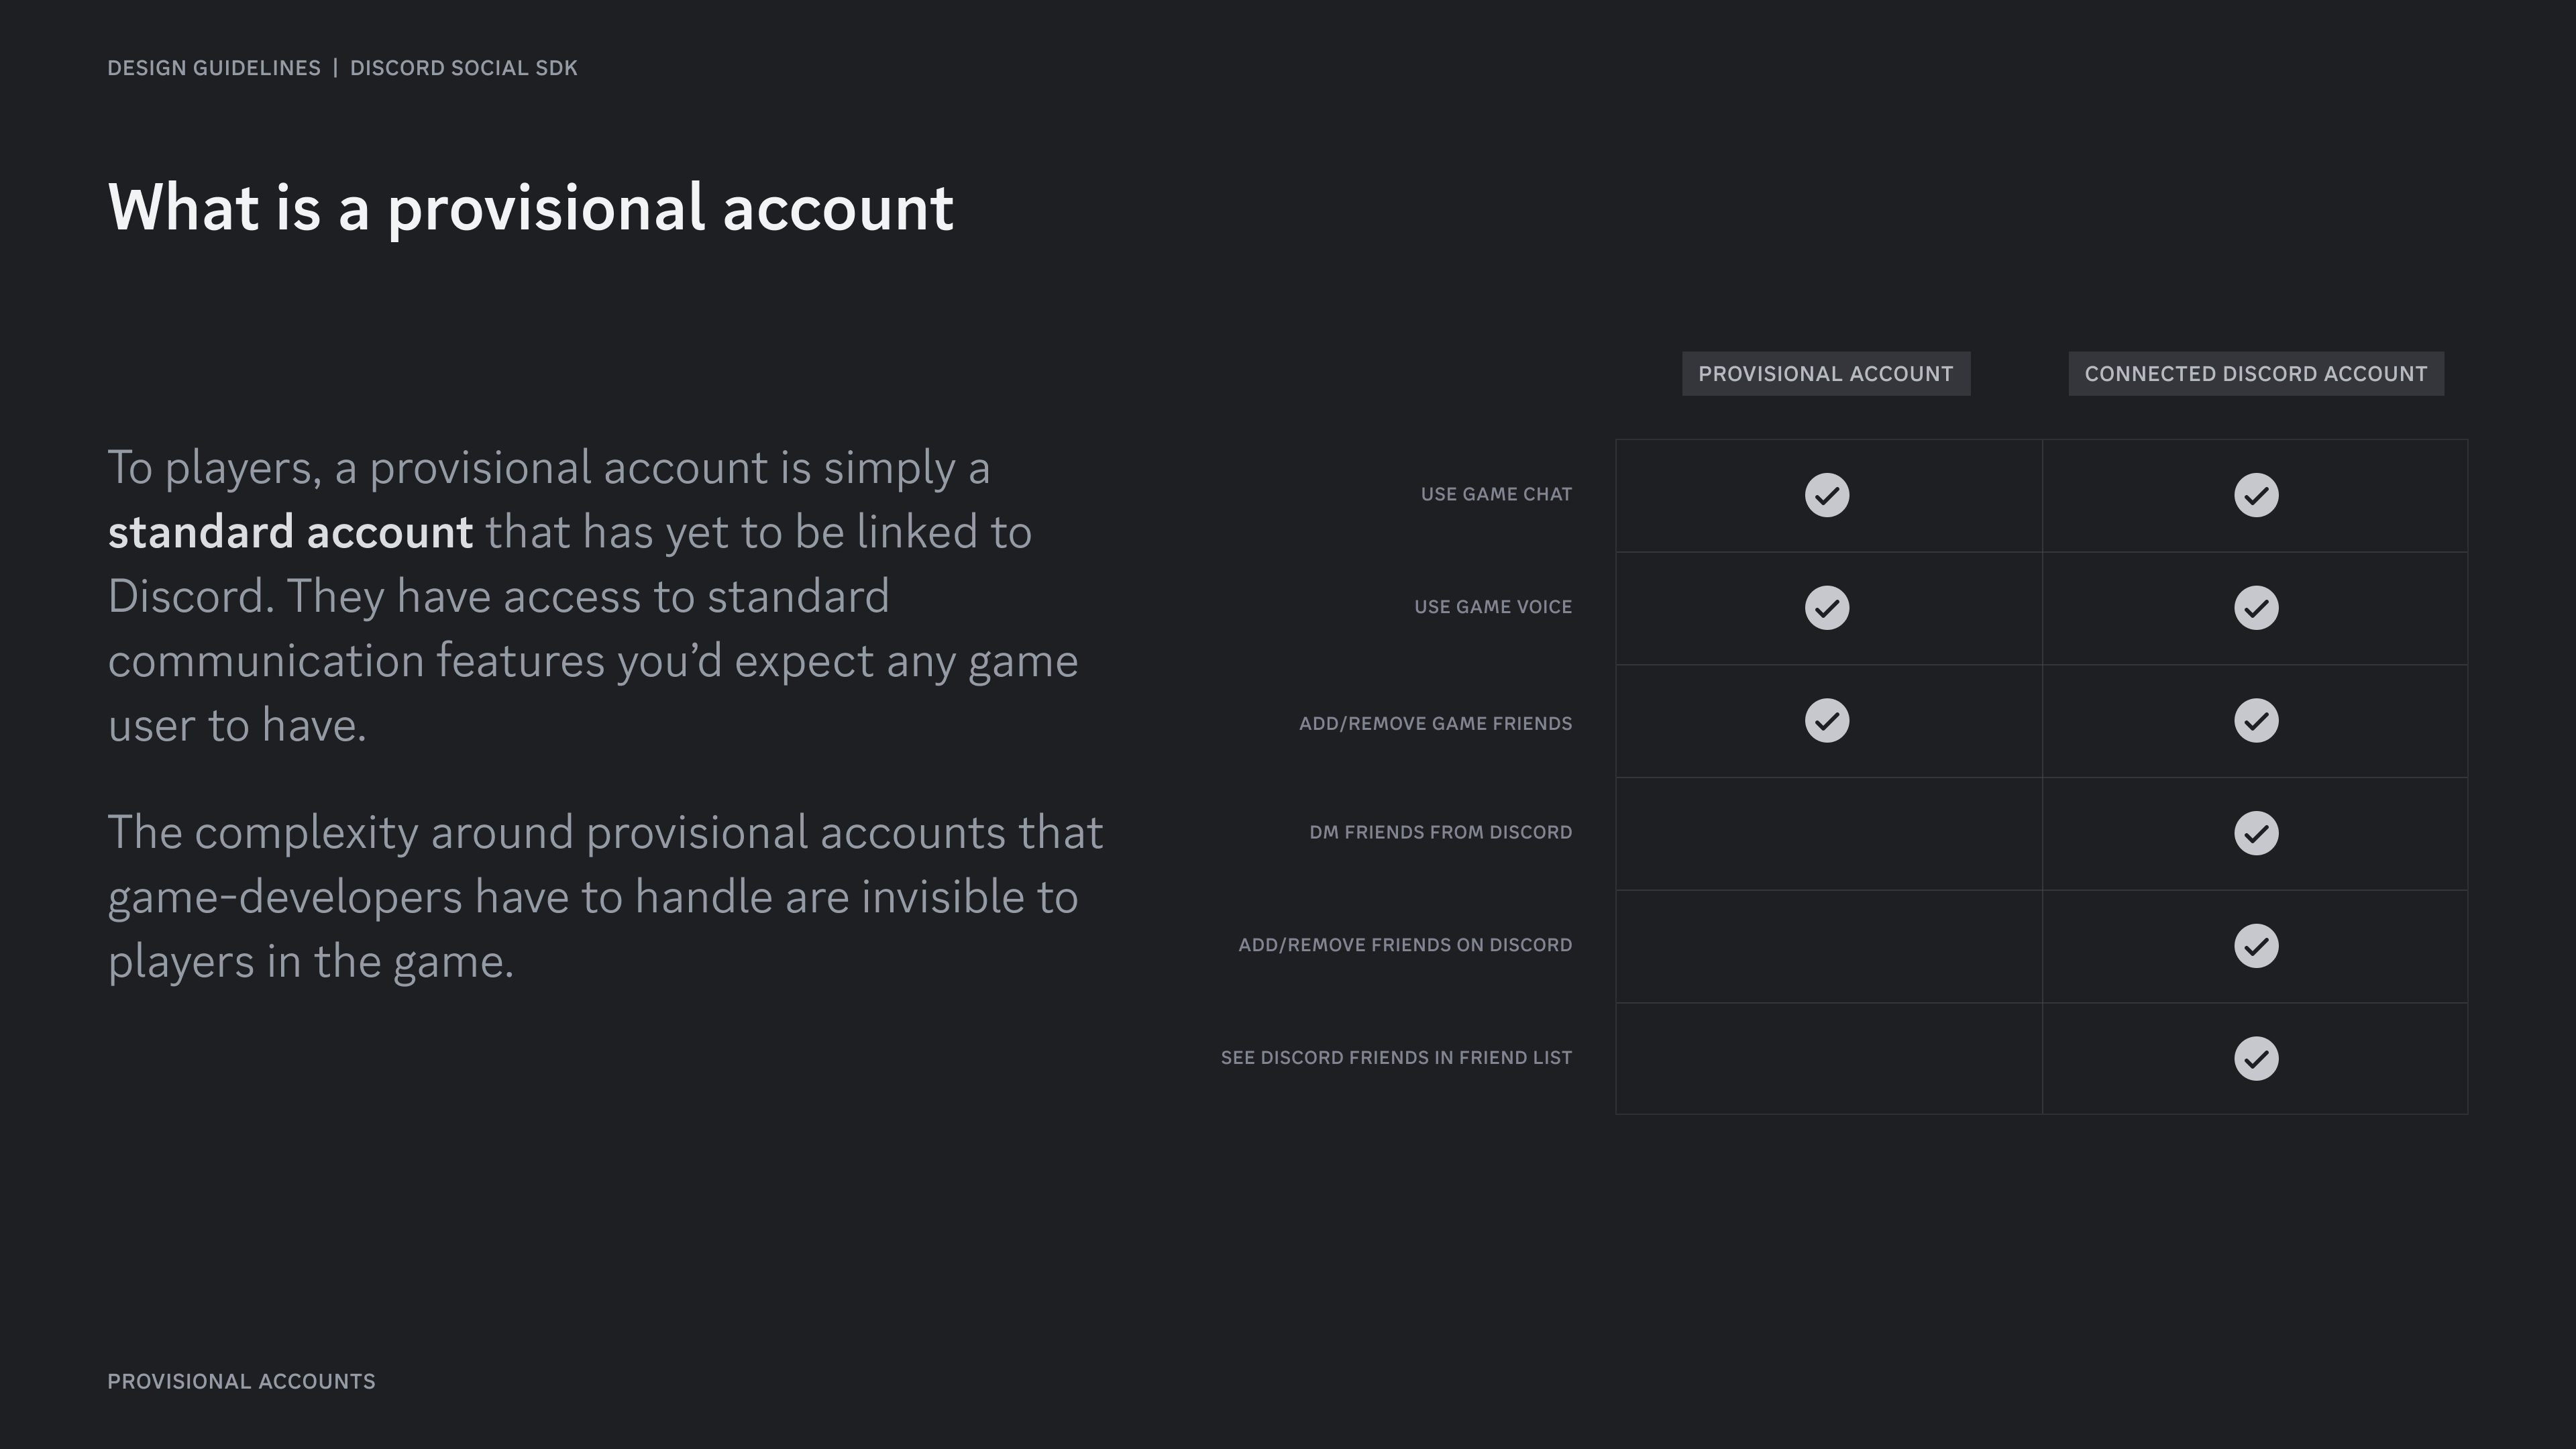 DESIGN GUIDELINES | DISCORD SOCIAL SDK
What is a provisional account
To players, a provisional account is simply a
standard account that has yet to be linked to
Discord. They have access to standard
communication features you’d expect any game
user to have.
The complexity around provisional accounts that
game-developers have to handle are invisible to
players in the game.
PROVISIONAL ACCOUNT
CONNECTED DISCORD ACCOUNT
USE GAME CHAT
USE GAME VOICE
ADD/REMOVE GAME FRIENDS
DM FRIENDS FROM DISCORD
ADD/REMOVE FRIENDS ON DISCORD
SEE DISCORD FRIENDS IN FRIEND LIST
PROVISIONAL ACCOUNTS